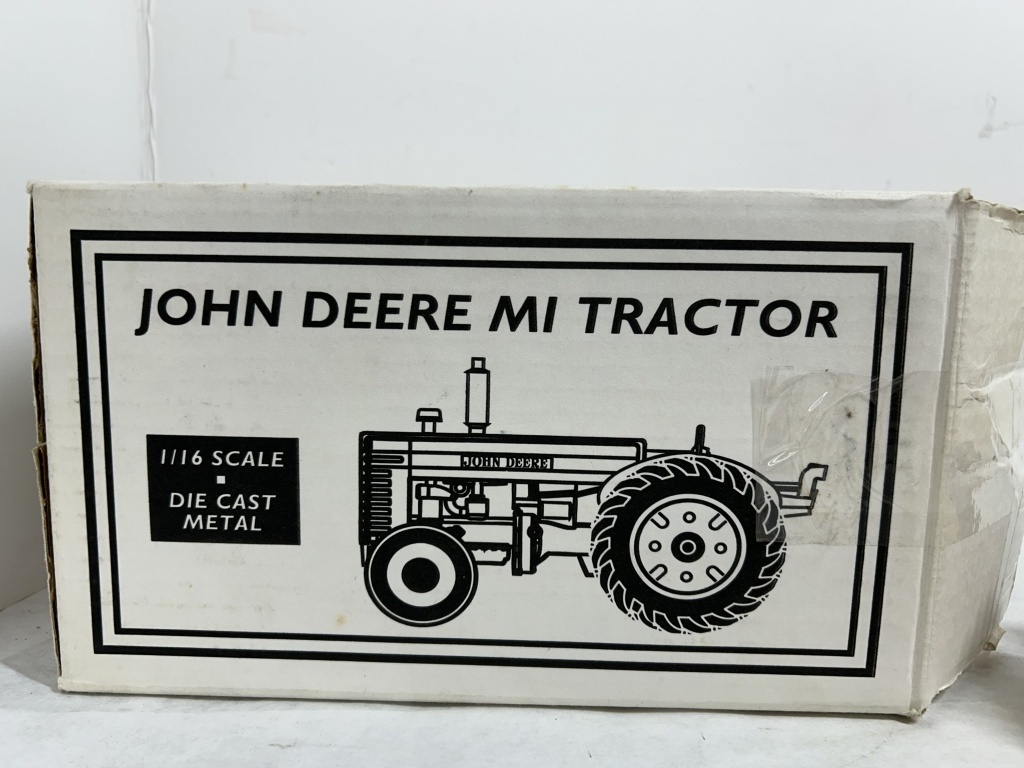 JOHN DEERE MI TRACTOR
1/16 SCALE
▪
DIE CAST
METAL
JOHN DEERE